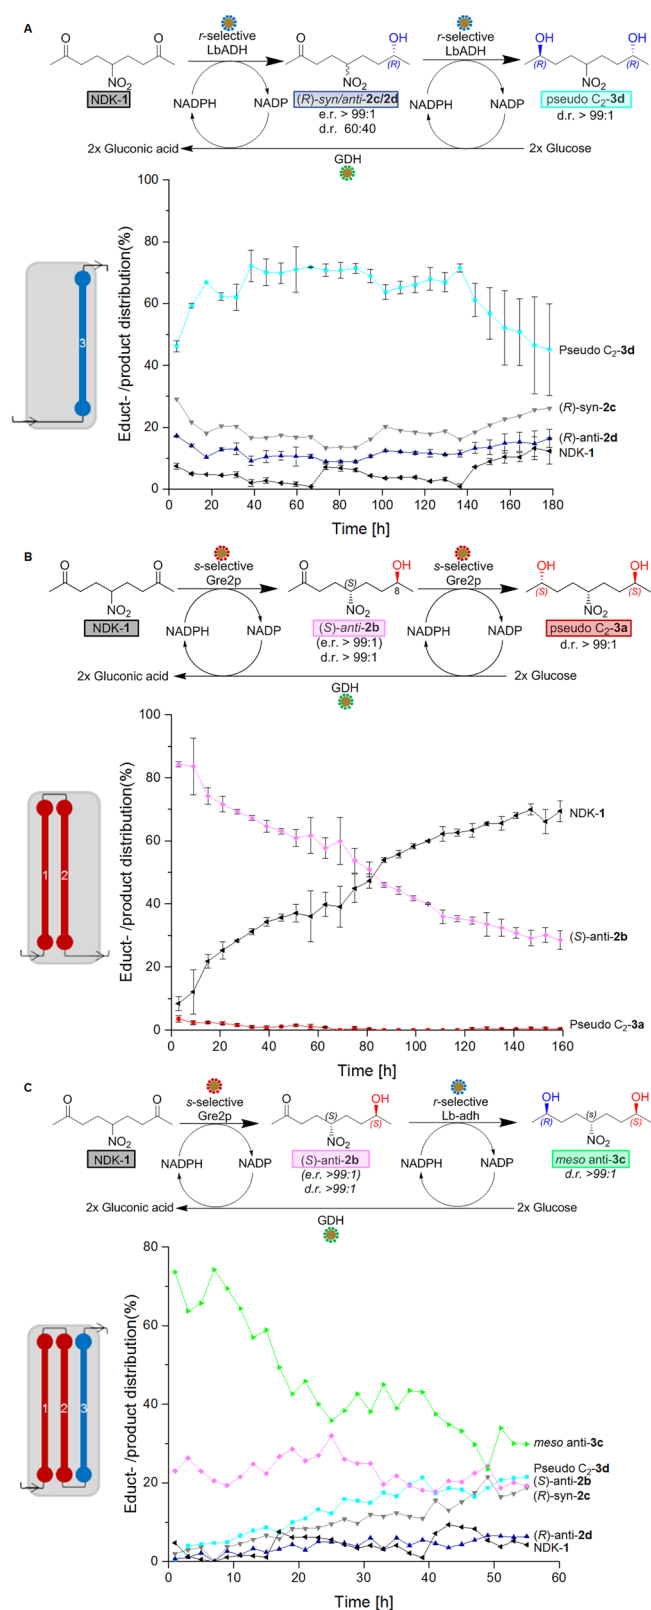 A
O
O
NO₂
NDK-1
r-selective
LbADH
NADPH
NADP
O
OH
(R)
NO₂
(R)-syn/anti-2c/2d
e.r. > 99:1
d.r. 60:40
r-selective
LbADH
NADPH
NADP
OH
OH
(R)
(R)
NO₂
pseudo C₂-3d
d.r. > 99:1
2x Gluconic acid
2x Glucose
GDH
3
Educt- /product distribution(%)
100
80
60
40
20
0
0 20 40 60 80 100 120 140 160 180
Time [h]
Pseudo C₂-3d
(R)-syn-2c
(R)-anti-2d
NDK-1
B
O
O
NO₂
NDK-1
s-selective
Gre2p
NADPH
NADP
O
OH
(S)
(S)
8
NO₂
(S)-anti-2b
(e.r. > 99:1)
d.r. > 99:1
s-selective
Gre2p
NADPH
NADP
OH
OH
(S)
(S)
NO₂
pseudo C₂-3a
d.r. > 99:1
2x Gluconic acid
2x Glucose
GDH
1 2
Educt- /product distribution(%)
100
80
60
40
20
0
0 20 40 60 80 100 120 140 160
Time [h]
NDK-1
(S)-anti-2b
Pseudo C₂-3a
C
O
O
NO₂
NDK-1
s-selective
Gre2p
NADPH
NADP
O
OH
(S)
(S)
NO₂
(S)-anti-2b
(e.r. >99:1)
d.r. >99:1
r-selective
Lb-adh
NADPH
NADP
OH
OH
(R)
(s)
(S)
NO₂
meso anti-3c
d.r. >99:1
2x Gluconic acid
2x Glucose
GDH
1 2 3
Educt- /product distribution(%)
80
60
40
20
0
0 10 20 30 40 50 60
Time [h]
meso anti-3c
Pseudo C₂-3d
(S)-anti-2b
(R)-syn-2c
(R)-anti-2d
NDK-1